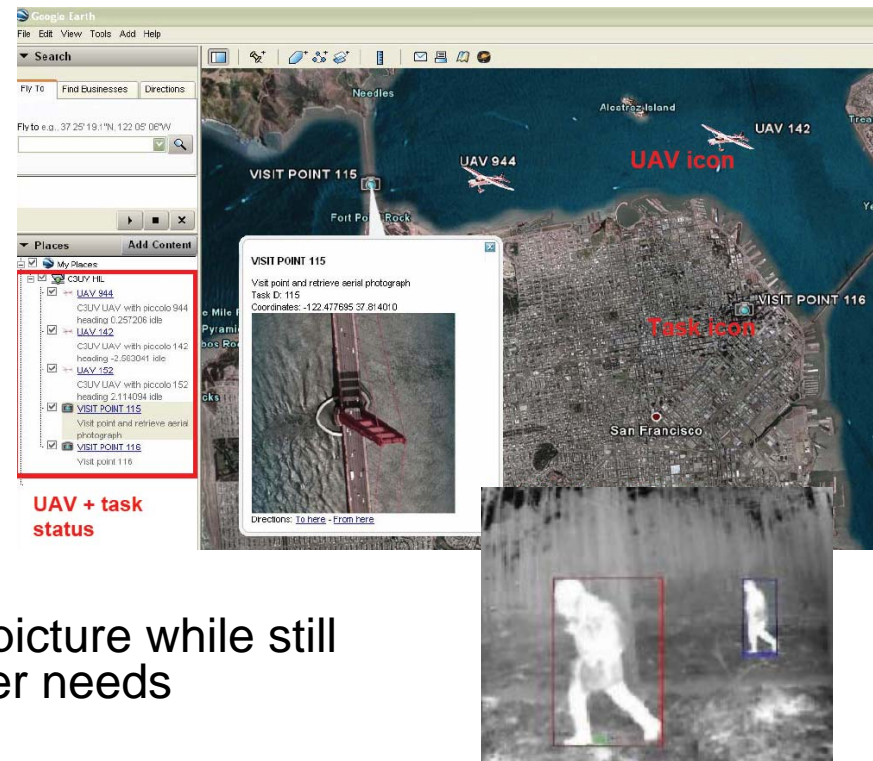 Google Earth
File Edit View Tools Add Help
Search
Fly To Find Businesses Directions
Fly to e.g., 37 25' 19.1"N, 122 05' 06"W
Places Add Content
My Places
C3UV HIL
UAV 944
C3UV UAV with piccolo 944
heading 0.257206 idle
UAV 142
C3UV UAV with piccolo 142
heading -2.563041 idle
UAV 152
C3UV UAV with piccolo 152
heading 2.114094 idle
VISIT POINT 115
Visit point and retrieve aerial
photograph
VISIT POINT 116
Visit point 116
UAV + task
status
Needles
Alcatraz Island
UAV 142
UAV icon
UAV 944
VISIT POINT 115
Rock
VISIT POINT 115
Visit point and retrieve aerial photograph
Task ID: 115
Coordinates: -122.477695 37.814010
Directions: To here - From here
VISIT POINT 116
Task icon
San Francisco
picture while still
er needs